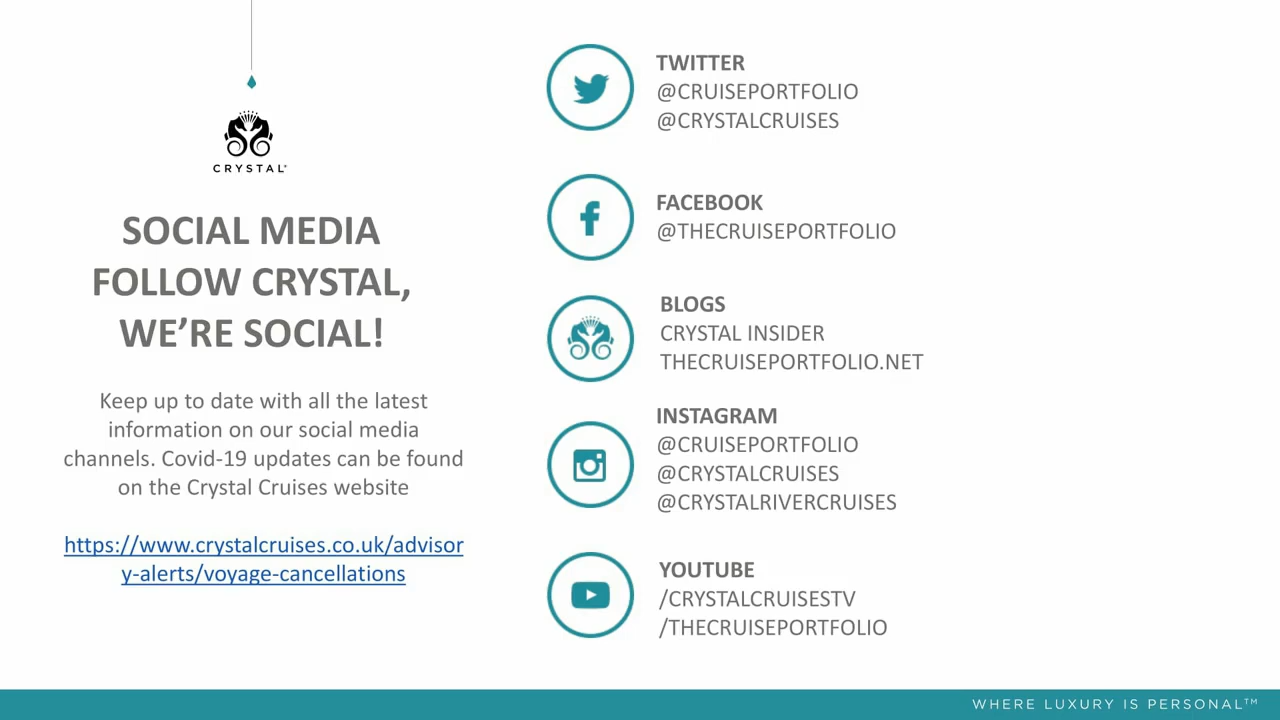 CRYSTAL®
SOCIAL MEDIA
FOLLOW CRYSTAL,
WE’RE SOCIAL!
Keep up to date with all the latest
information on our social media
channels. Covid-19 updates can be found
on the Crystal Cruises website
https://www.crystalcruises.co.uk/advisor
y-alerts/voyage-cancellations
TWITTER
@CRUISEPORTFOLIO
@CRYSTALCRUISES
FACEBOOK
@THECRUISEPORTFOLIO
BLOGS
CRYSTAL INSIDER
THECRUISEPORTFOLIO.NET
INSTAGRAM
@CRUISEPORTFOLIO
@CRYSTALCRUISES
@CRYSTALRIVERCRUISES
YOUTUBE
/CRYSTALCRUISESTV
/THECRUISEPORTFOLIO
WHERE LUXURY IS PERSONAL™